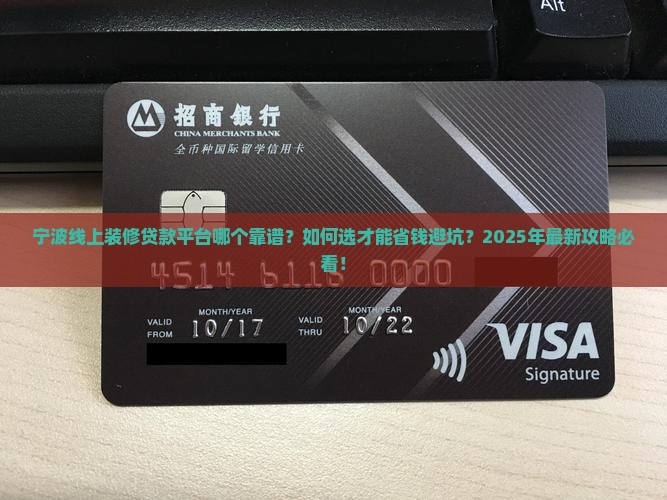 Alt
招商銀行
CHINA MERCHANTS BANK
全币种国际留学信用卡
宁波线上装修贷款平台哪个靠谱？如何选才能省钱避坑？2025年最新攻略必
看！
4514 6116 0000
MONTH/YEAR MONTH/YEAR
VALID FROM 10/17 VALID THRU 10/22
VISA
Signature